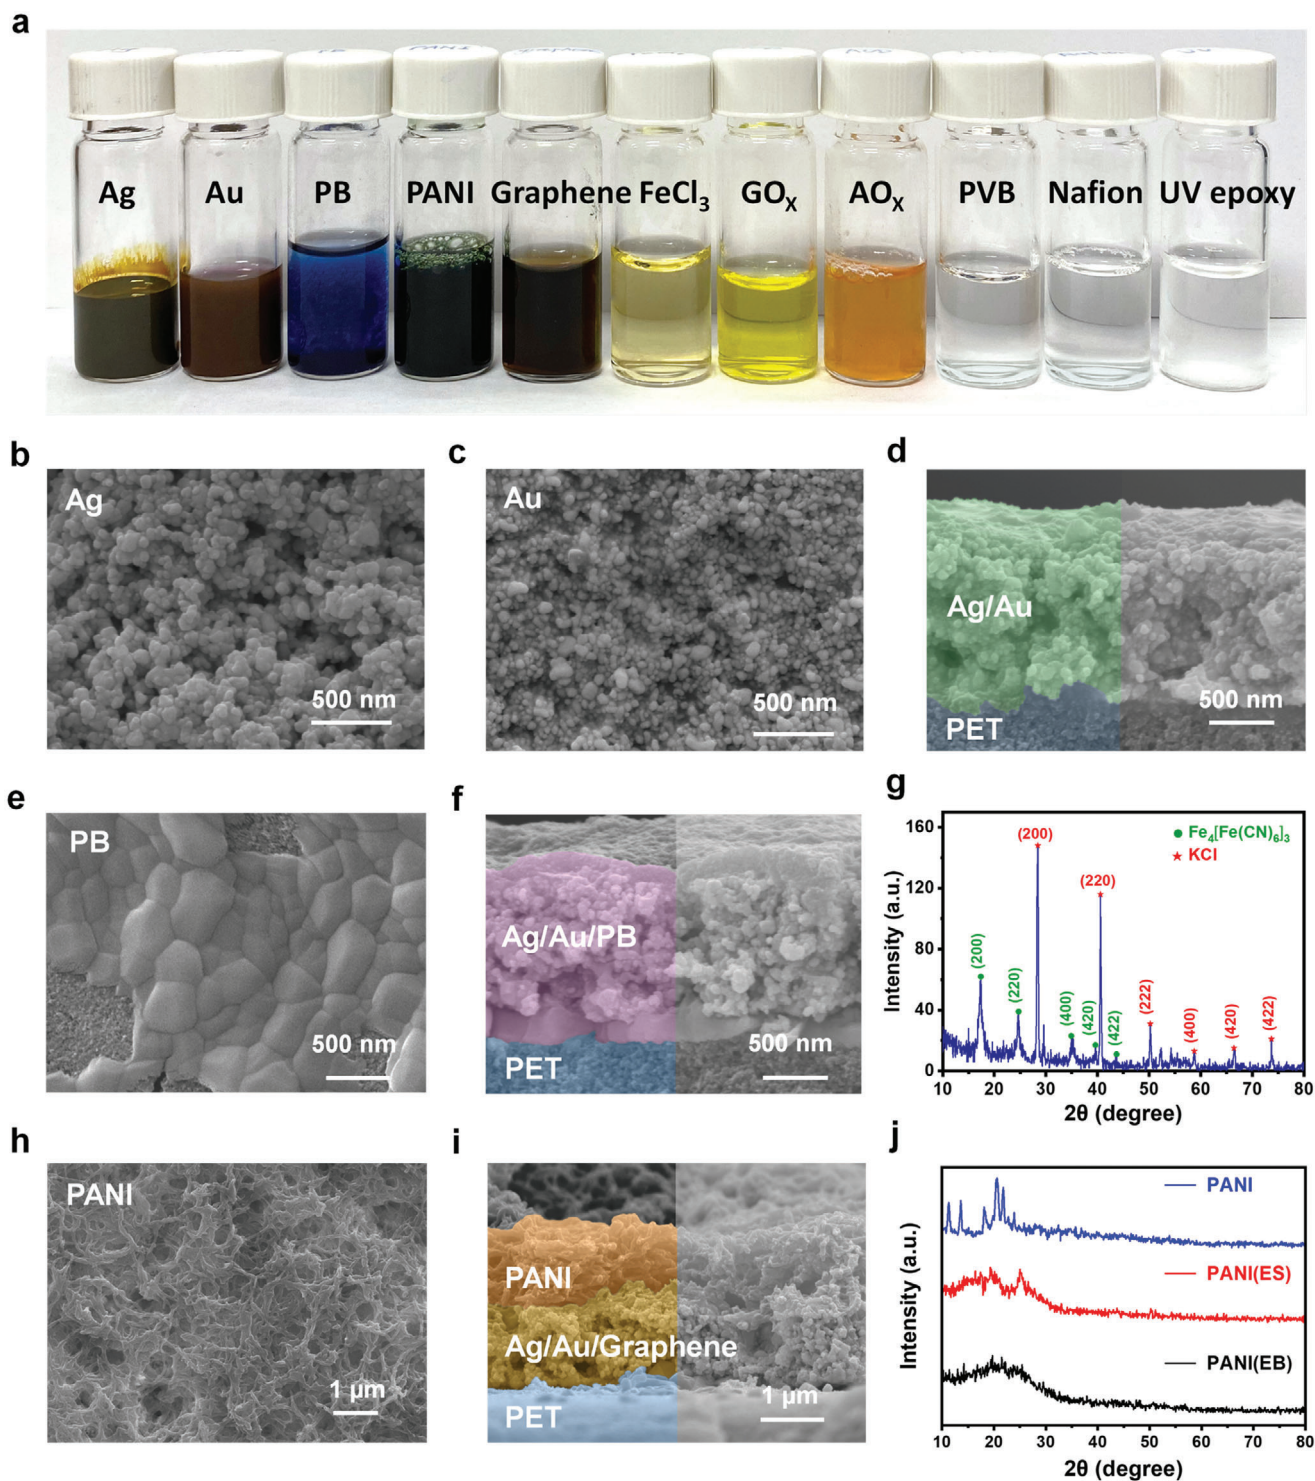 a
Ag Au PB PANI Graphene FeCl₃ GOₓ AOₓ PVB Nafion UV epoxy
b
Ag
500 nm
c
Au
500 nm
d
Ag/Au
PET
500 nm
e
PB
500 nm
f
Ag/Au/PB
PET
500 nm
g
160
120
80
40
0
Intensity (a.u.)
(200)
(220)
(400)
(420)
(422)
(200)
(220)
(222)
(400)
(420)
(422)
Fe₄[Fe(CN)₆]₃
KCl
10 20 30 40 50 60 70 80
2θ (degree)
h
PANI
1 µm
i
PANI
Ag/Au/Graphene
PET
1 µm
j
Intensity (a.u.)
PANI
PANI(ES)
PANI(EB)
10 20 30 40 50 60 70 80
2θ (degree)